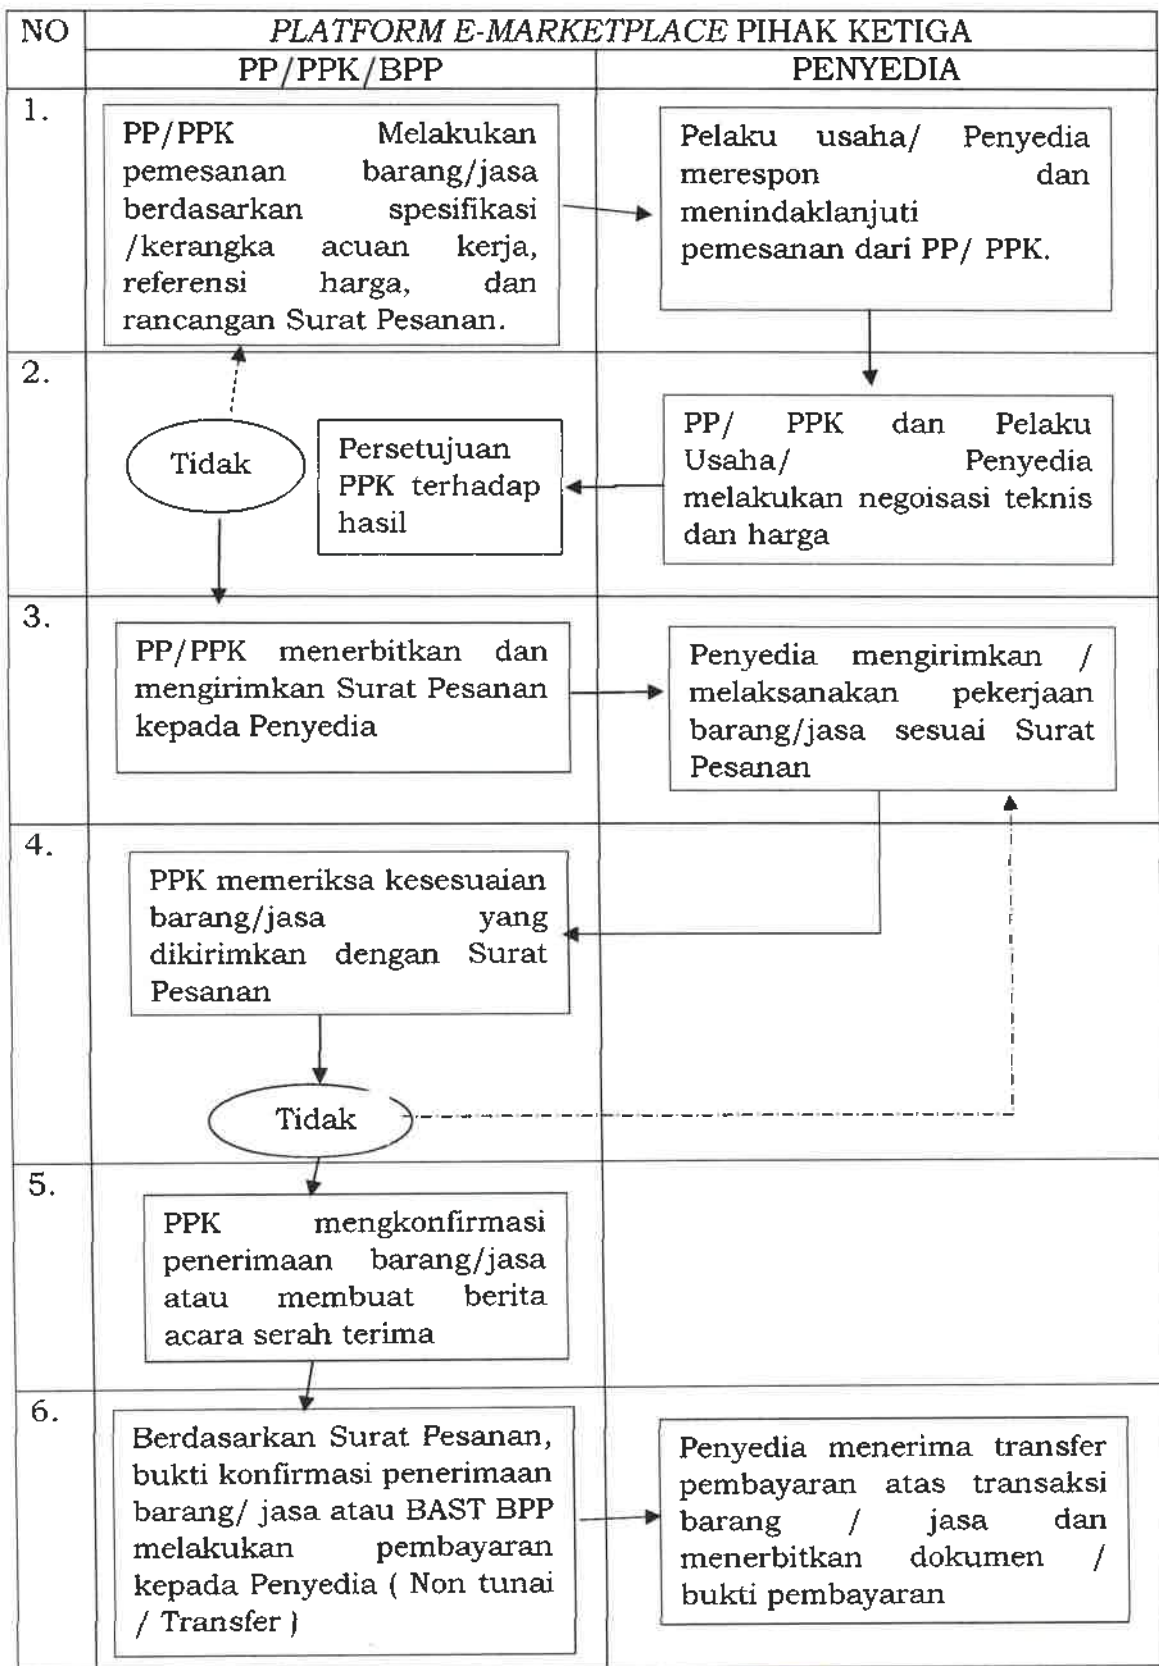 NO
PLATFORM E-MARKETPLACE PIHAK KETIGA
PP/PPK/BPP
PENYEDIA
1.
PP/PPK Melakukan
pemesanan barang/jasa
berdasarkan spesifikasi
/kerangka acuan kerja,
referensi harga, dan
rancangan Surat Pesanan.
Pelaku usaha/ Penyedia
merespon dan
menindaklanjuti
pemesanan dari PP/ PPK.
2.
Tidak
Persetujuan
PPK terhadap
hasil
PP/ PPK dan Pelaku
Usaha/ Penyedia
melakukan negoisasi teknis
dan harga
3.
PP/PPK menerbitkan dan
mengirimkan Surat Pesanan
kepada Penyedia
Penyedia mengirimkan /
melaksanakan pekerjaan
barang/jasa sesuai Surat
Pesanan
4.
PPK memeriksa kesesuaian
barang/jasa yang
dikirimkan dengan Surat
Pesanan
Tidak
5.
PPK mengkonfirmasi
penerimaan barang/jasa
atau membuat berita
acara serah terima
6.
Berdasarkan Surat Pesanan,
bukti konfirmasi penerimaan
barang/ jasa atau BAST BPP
melakukan pembayaran
kepada Penyedia ( Non tunai
/ Transfer )
Penyedia menerima transfer
pembayaran atas transaksi
barang / jasa dan
menerbitkan dokumen /
bukti pembayaran